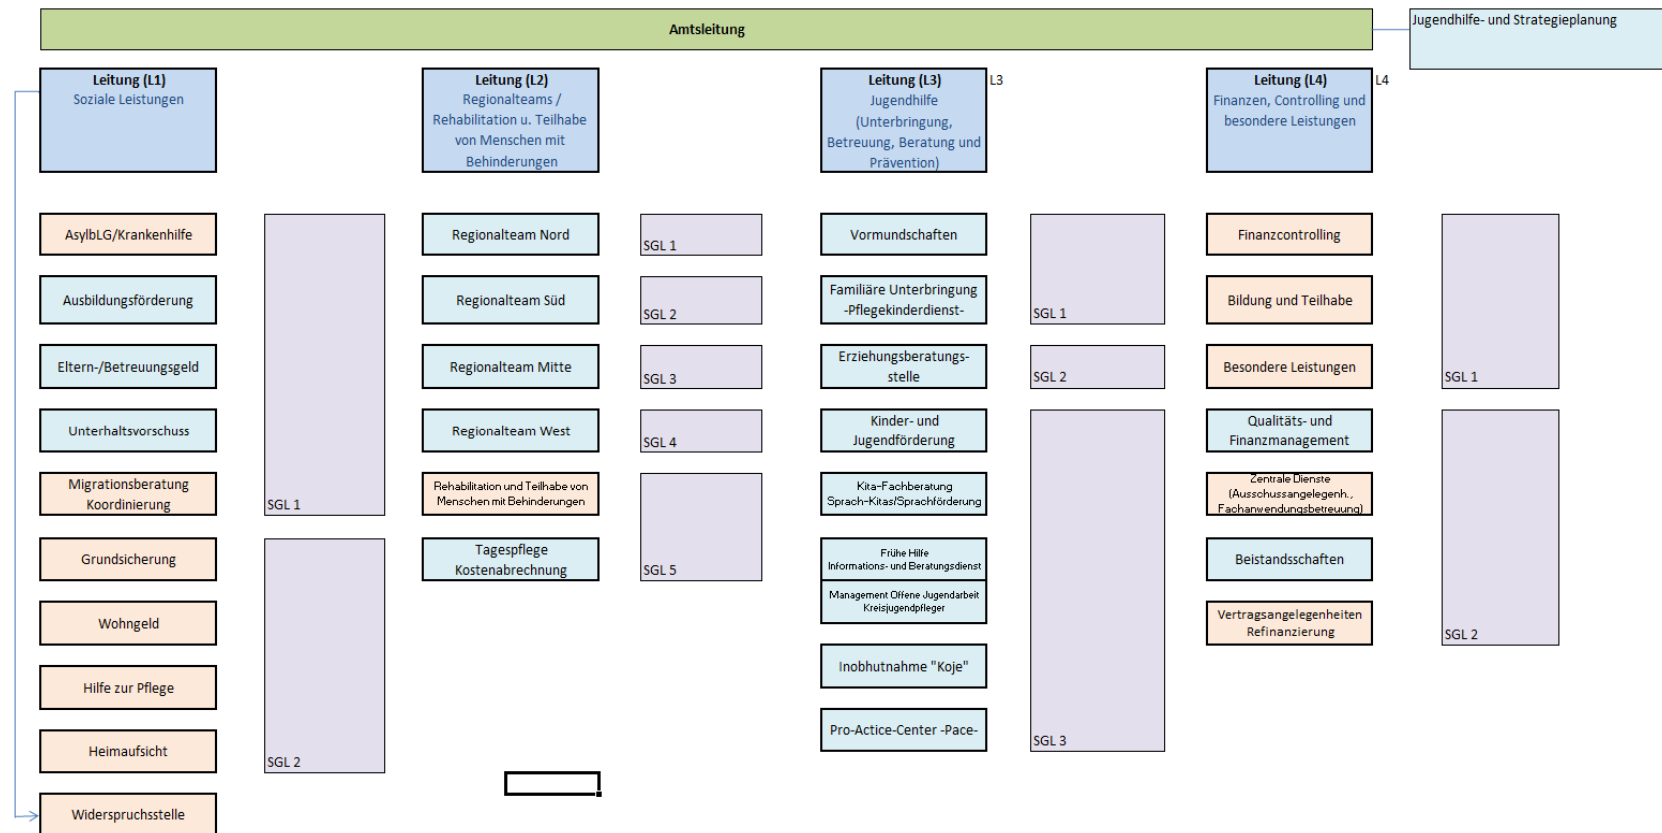 Amtsleitung
Jugendhilfe- und Strategieplanung
Leitung (L1)
Soziale Leistungen
Leitung (L2)
Regionalteams /
Rehabilitation u. Teilhabe
von Menschen mit
Behinderungen
Leitung (L3)
Jugendhilfe
(Unterbringung,
Betreuung, Beratung und
Prävention)
L3
Leitung (L4)
Finanzen, Controlling und
besondere Leistungen
L4
AsylbLG/Krankenhilfe
Ausbildungsförderung
Eltern-/Betreuungsgeld
Unterhaltsvorschuss
Migrationsberatung
Koordinierung
SGL 1
Grundsicherung
Wohngeld
Hilfe zur Pflege
Heimaufsicht
SGL 2
Widerspruchsstelle
Regionalteam Nord
SGL 1
Regionalteam Süd
SGL 2
Regionalteam Mitte
SGL 3
Regionalteam West
SGL 4
Rehabilitation und Teilhabe von
Menschen mit Behinderungen
Tagespflege
Kostenabrechnung
SGL 5
Vormundschaften
Familiäre Unterbringung
-Pflegekinderdienst-
SGL 1
Erziehungsberatungs-
stelle
SGL 2
Kinder- und
Jugendförderung
Kita-Fachberatung
Sprach-Kitas/Sprachförderung
Frühe Hilfe
Informations- und Beratungsdienst
Management Offene Jugendarbeit
Kreisjugendpfleger
Inobhutnahme "Koje"
Pro-Actice-Center -Pace-
SGL 3
Finanzcontrolling
Bildung und Teilhabe
Besondere Leistungen
SGL 1
Qualitäts- und
Finanzmanagement
Zentrale Dienste
(Ausschussangelegenh.,
Fachanwendungsbetreuung)
Beistandsschaften
Vertragsangelegenheiten
Refinanzierung
SGL 2